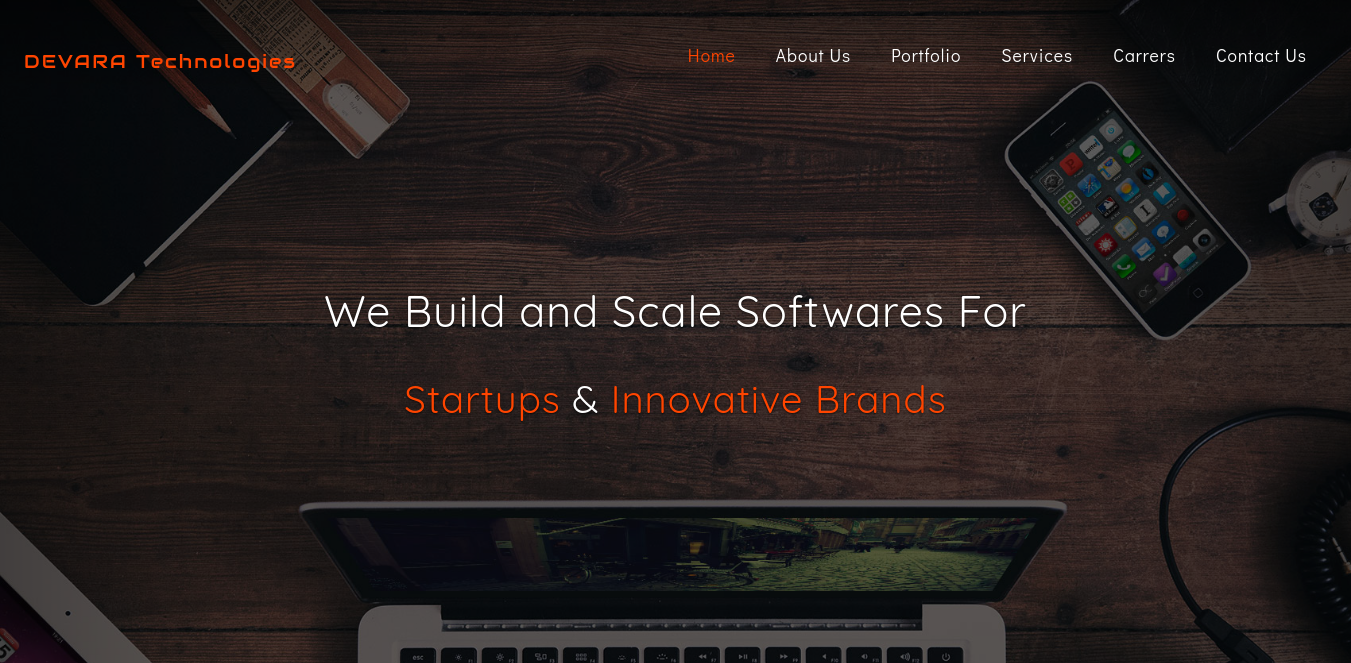 DEVARA Technologies
Home About Us Portfolio Services Carrers Contact Us
We Build and Scale Softwares For
Startups & Innovative Brands
esc